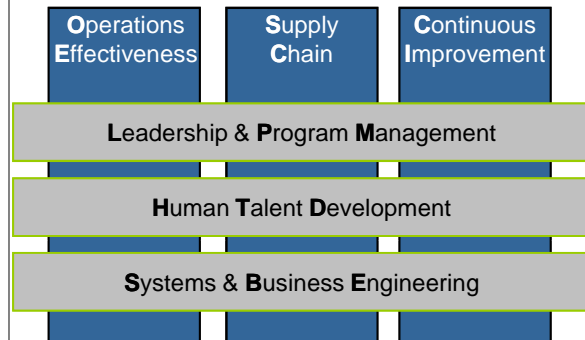 Operations
Effectiveness
Supply
Chain
Continuous
Improvement
Leadership & Program Management
Human Talent Development
Systems & Business Engineering